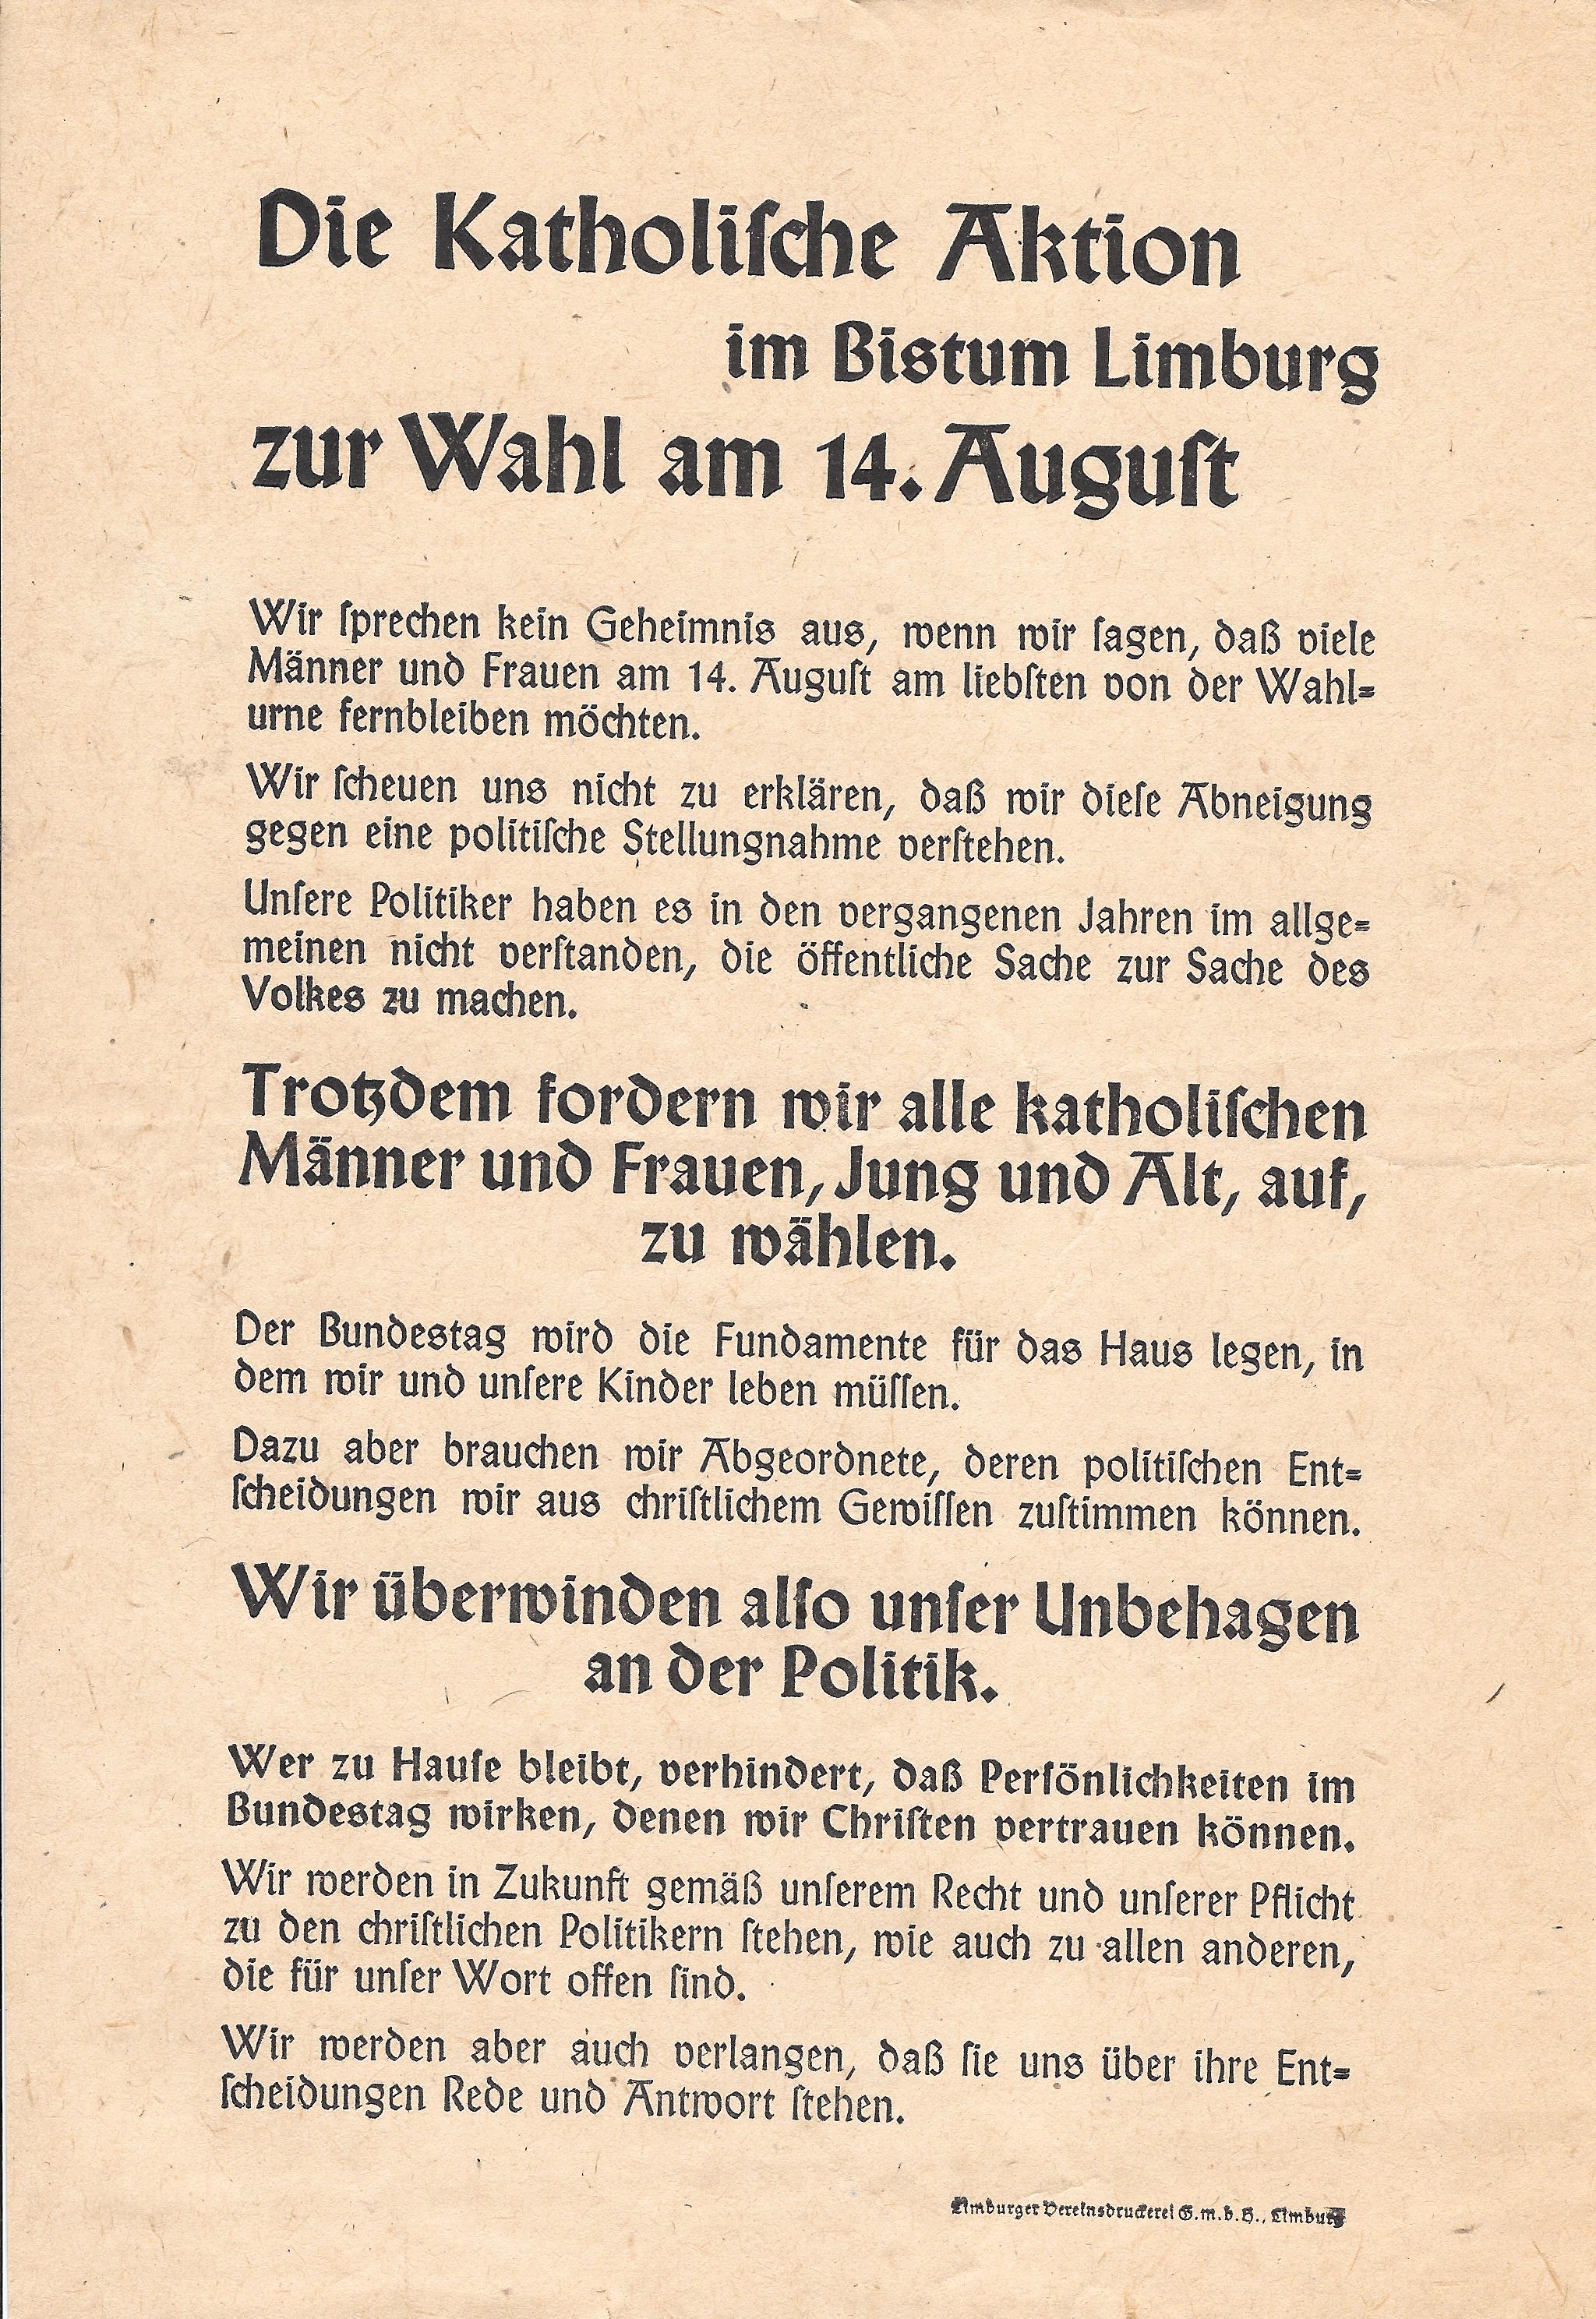 Die Katholiſche Aktion
im Bistum Limburg
zur Wahl am 14. Auguſt
Wir ſprechen kein Geheimnis aus, wenn wir ſagen, daß viele
Männer und Frauen am 14. Auguſt am liebſten von der Wahl=
urne fernbleiben möchten.
Wir ſcheuen uns nicht zu erklären, daß wir dieſe Abneigung
gegen eine politiſche Stellungnahme verſtehen.
Unſere Politiker haben es in den vergangenen Jahren im allge=
meinen nicht verſtanden, die öffentliche Sache zur Sache des
Volkes zu machen.
Trotzdem fordern wir alle katholiſchen
Männer und Frauen, Jung und Alt, auf,
zu wählen.
Der Bundestag wird die Fundamente für das Haus legen, in
dem wir und unſere Kinder leben müſſen.
Dazu aber brauchen wir Abgeordnete, deren politiſchen Ent=
ſcheidungen wir aus chriſtlichem Gewiſſen zuſtimmen können.
Wir überwinden alſo unſer Unbehagen
an der Politik.
Wer zu Hauſe bleibt, verhindert, daß Perſönlichkeiten im
Bundestag wirken, denen wir Chriſten vertrauen können.
Wir werden in Zukunft gemäß unſerem Recht und unſerer Pflicht
zu den chriſtlichen Politikern ſtehen, wie auch zu allen anderen,
die für unſer Wort offen ſind.
Wir werden aber auch verlangen, daß ſie uns über ihre Ent=
ſcheidungen Rede und Antwort ſtehen.
Limburger Vereinsdruckerei G.m.b.H., Limburg